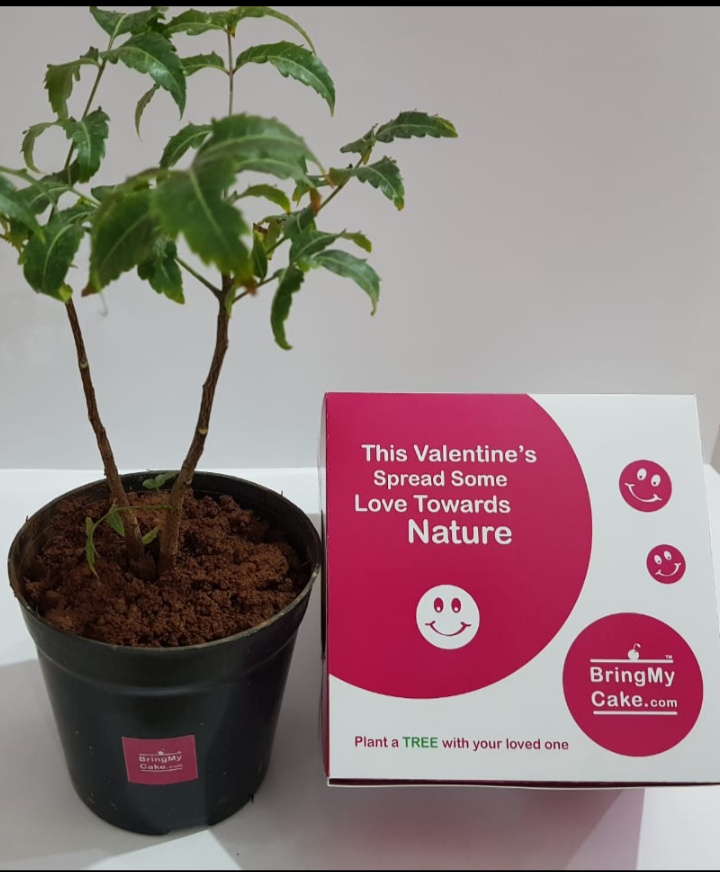 This Valentine's
Spread Some
Love Towards
Nature
BringMy
Cake.com
TM
Plant a TREE with your loved one
BringMy
Cake.com